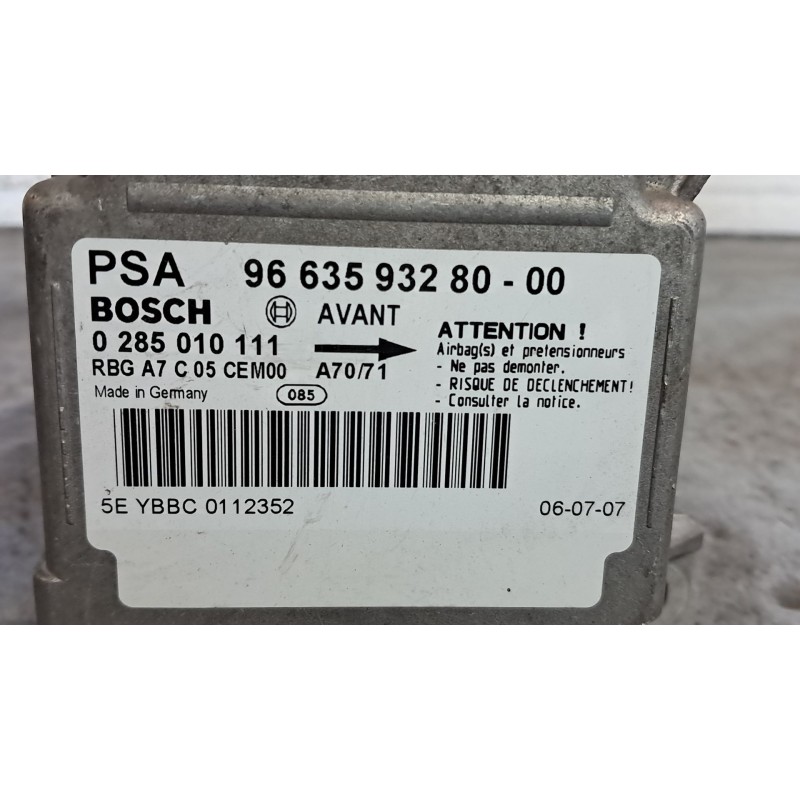 PSA 96 635 932 80 - 00
BOSCH AVANT
0 285 010 111
RBG A7 C 05 CEM00 A70/71
Made in Germany 085
ATTENTION !
Airbag(s) et pretensionneurs
- Ne pas demonter.
- RISQUE DE DECLENCHEMENT!
- Consulter la notice.
5E YBBC 0112352 06-07-07